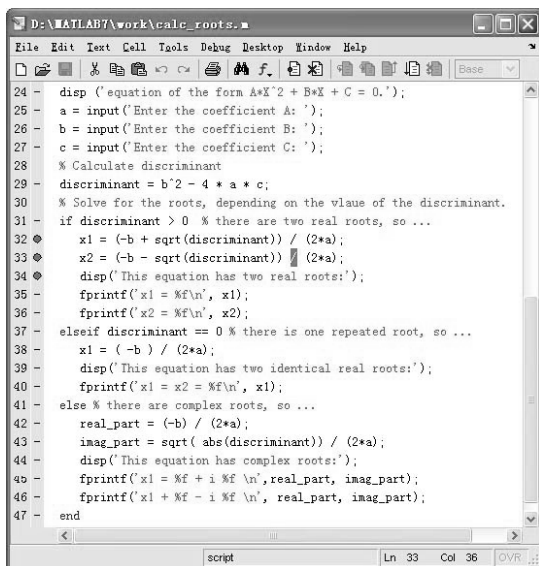 D:\MATLAB7\work\calc_roots.m
File Edit Text Cell Tools Debug Desktop Window Help
Base
24 - disp ('equation of the form A*X^2 + B*X + C = 0.');
25 - a = input('Enter the coefficient A: ');
26 - b = input('Enter the coefficient B: ');
27 - c = input('Enter the coefficient C: ');
28 % Calculate discriminant
29 - discriminant = b^2 - 4 * a * c;
30 % Solve for the roots, depending on the vlaue of the discriminant.
31 - if discriminant > 0 % there are two real roots, so ...
32 x1 = (-b + sqrt(discriminant)) / (2*a);
33 x2 = (-b - sqrt(discriminant)) / (2*a);
34 disp('This equation has two real roots:');
35 - fprintf('x1 = %f\n', x1);
36 - fprintf('x2 = %f\n', x2);
37 - elseif discriminant == 0 % there is one repeated root, so ...
38 - x1 = ( -b ) / (2*a);
39 - disp('This equation has two identical real roots:');
40 - fprintf('x1 = x2 = %f\n', x1);
41 - else % there are complex roots, so ...
42 - real_part = (-b) / (2*a);
43 - imag_part = sqrt( abs(discriminant)) / (2*a);
44 - disp('This equation has complex roots:');
45 - fprintf('x1 = %f + i %f \n',real_part, imag_part);
46 - fprintf('x1 + %f - i %f \n', real_part, imag_part);
47 - end
script Ln 33 Col 36 OVR